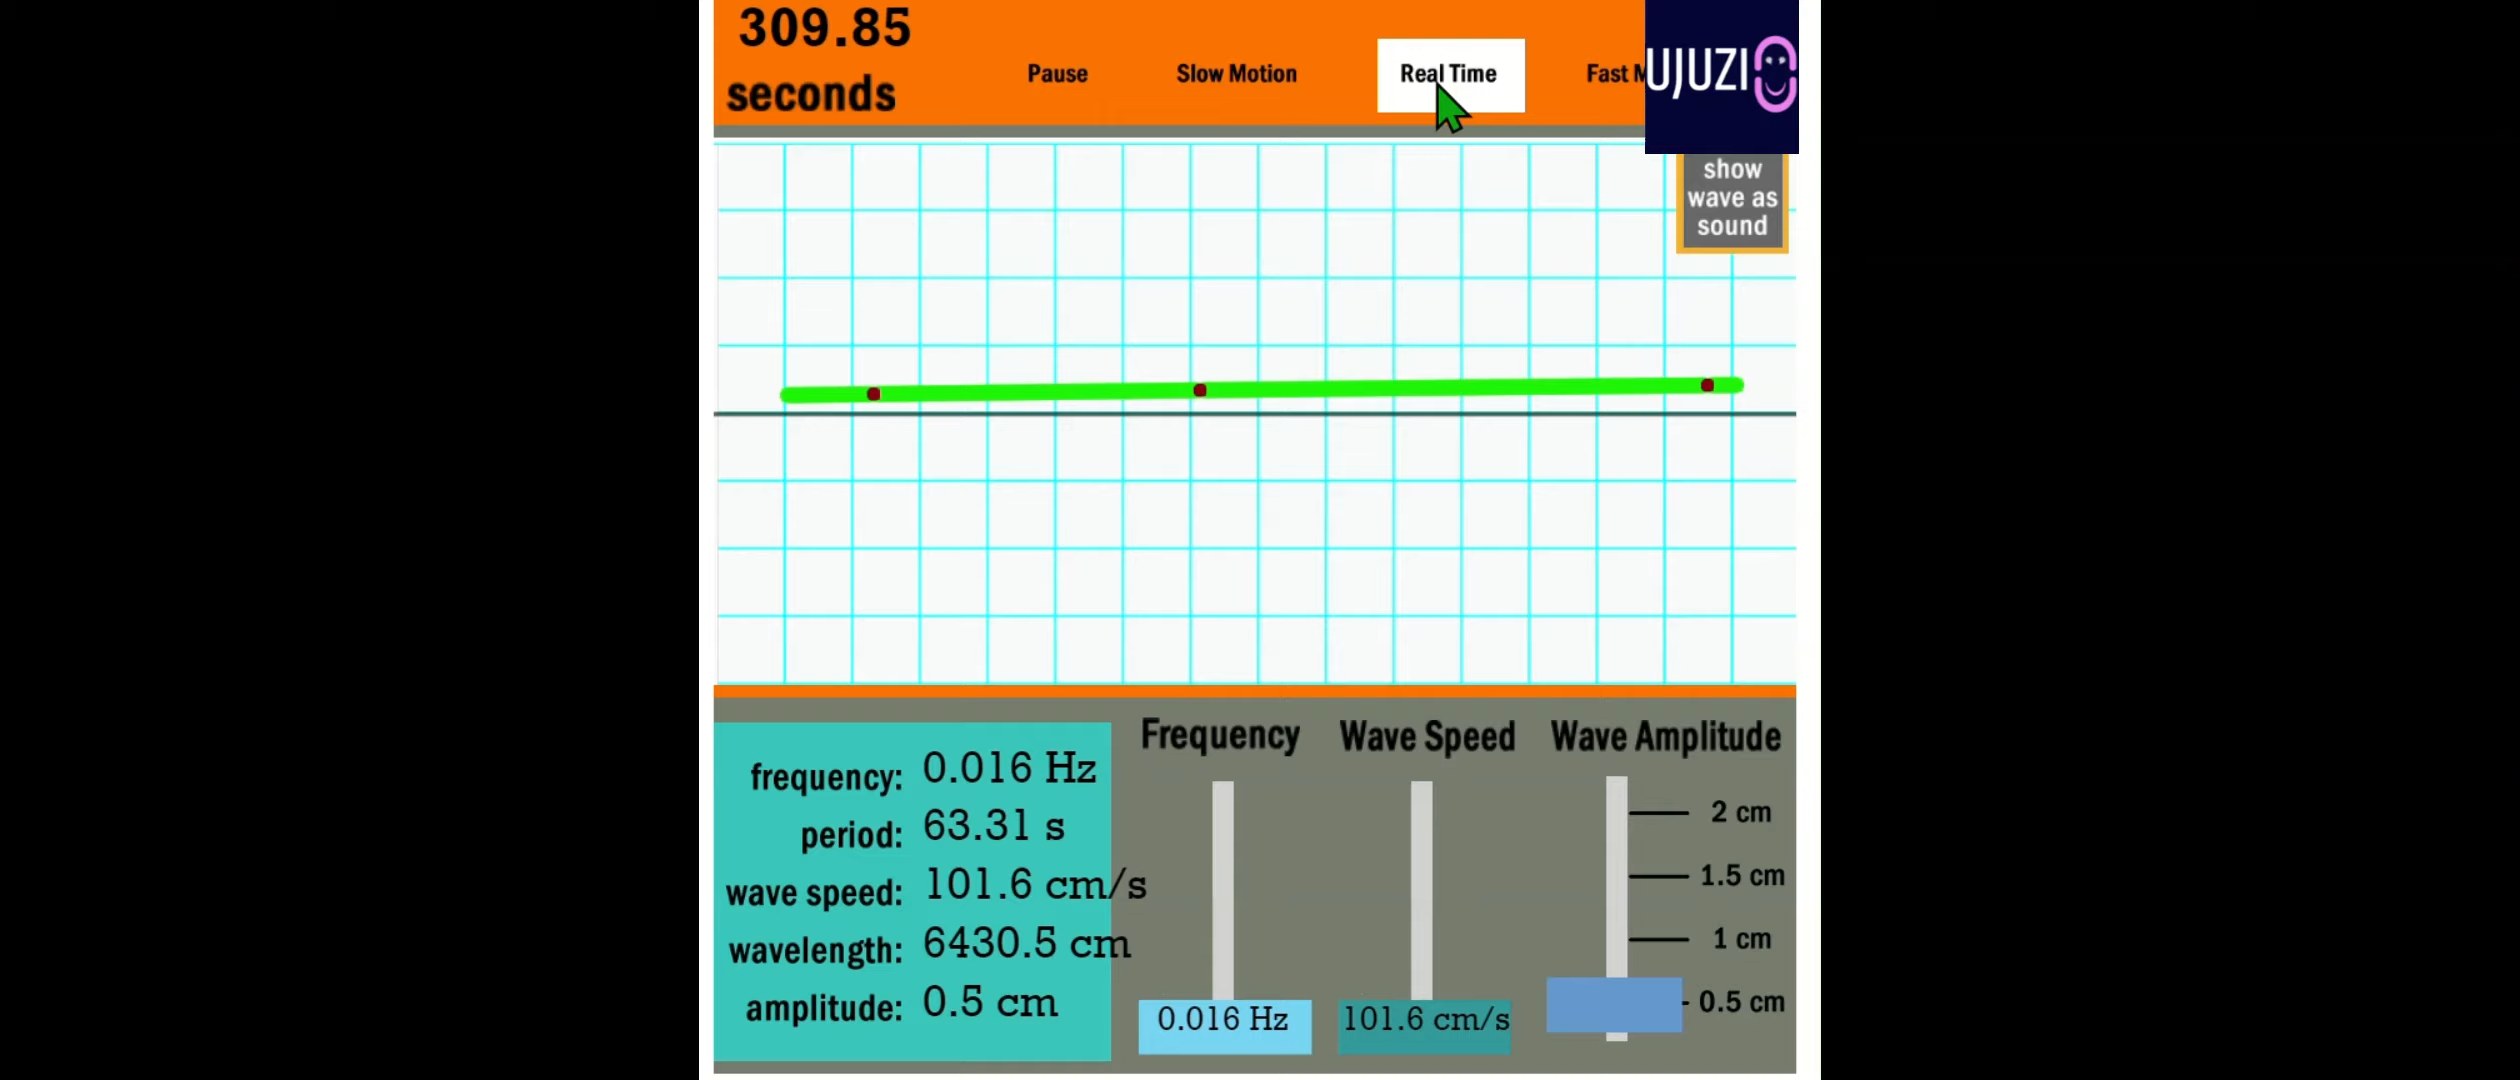 309.85
seconds
Pause
Slow Motion
Real Time
Fast M
UJUZI
show
wave as
sound
frequency: 0.016 Hz
period: 63.31 s
wave speed: 101.6 cm/s
wavelength: 6430.5 cm
amplitude: 0.5 cm
Frequency
0.016 Hz
Wave Speed
101.6 cm/s
Wave Amplitude
2 cm
1.5 cm
1 cm
0.5 cm